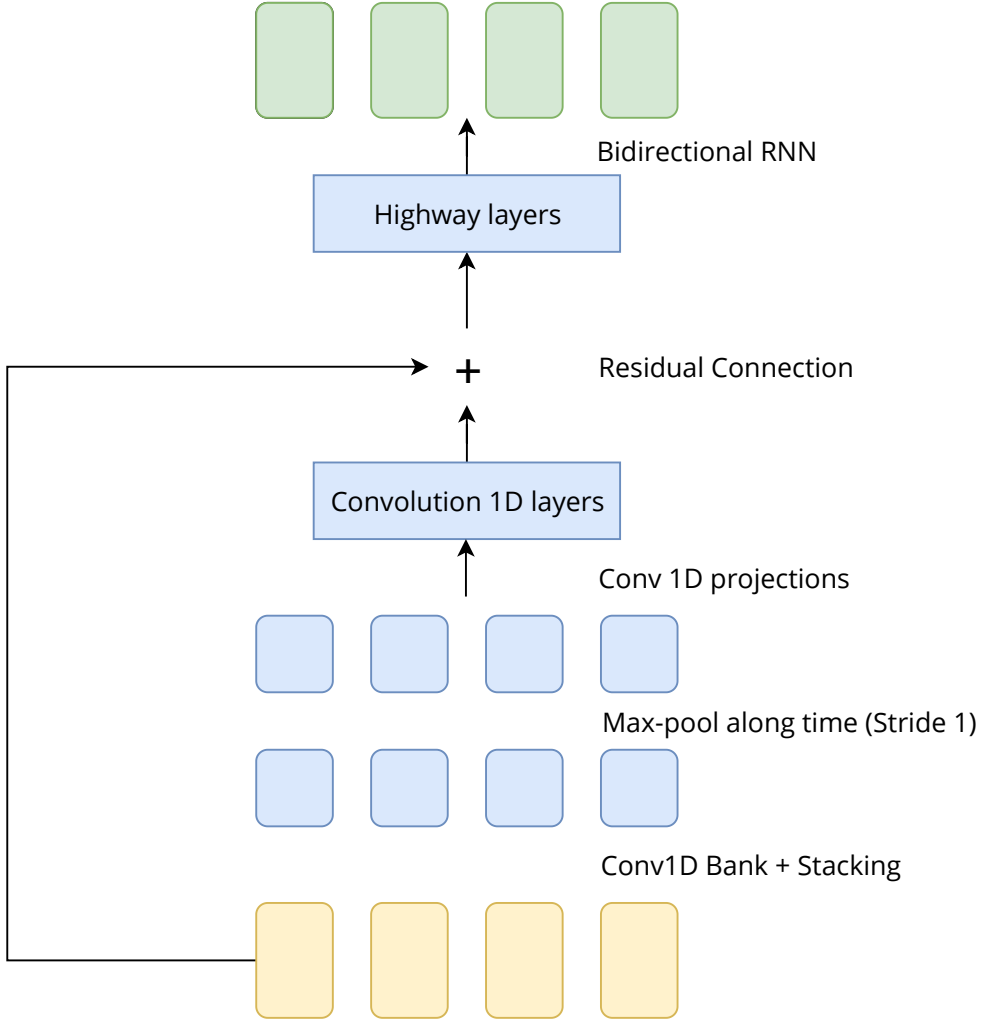 Bidirectional RNN
Highway layers
+
Residual Connection
Convolution 1D layers
Conv 1D projections
Max-pool along time (Stride 1)
Conv1D Bank + Stacking